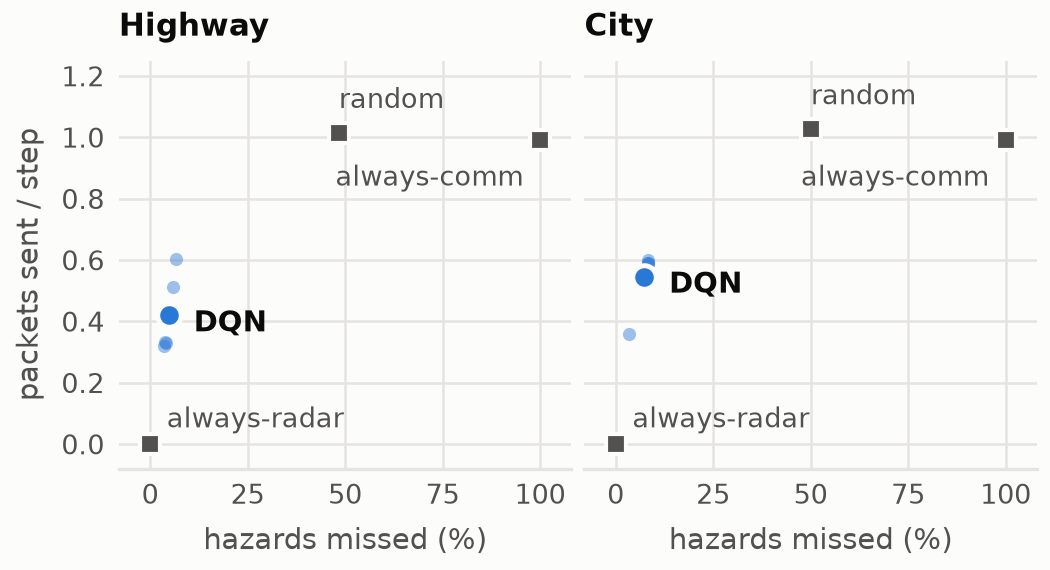 Highway
City
packets sent / step
1.2
1.0
0.8
0.6
0.4
0.2
0.0
random
always-comm
DQN
always-radar
random
always-comm
DQN
always-radar
0 25 50 75 100
0 25 50 75 100
hazards missed (%)
hazards missed (%)